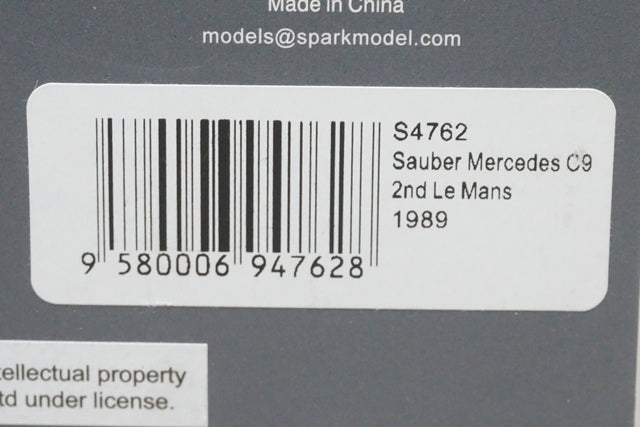 Made in China
models@sparkmodel.com
S4762
Sauber Mercedes C9
2nd Le Mans
1989
9 580006 947628
tellectual property
td under license.